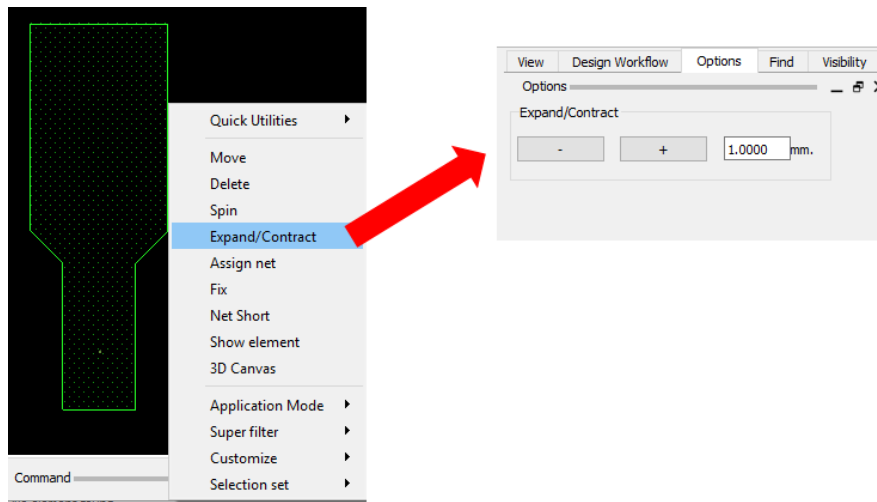 Quick Utilities
Move
Delete
Spin
Expand/Contract
Assign net
Fix
Net Short
Show element
3D Canvas
Application Mode
Super filter
Customize
Selection set
Command
View Design Workflow Options Find Visibility
Options
Expand/Contract
- + 1.0000 mm.